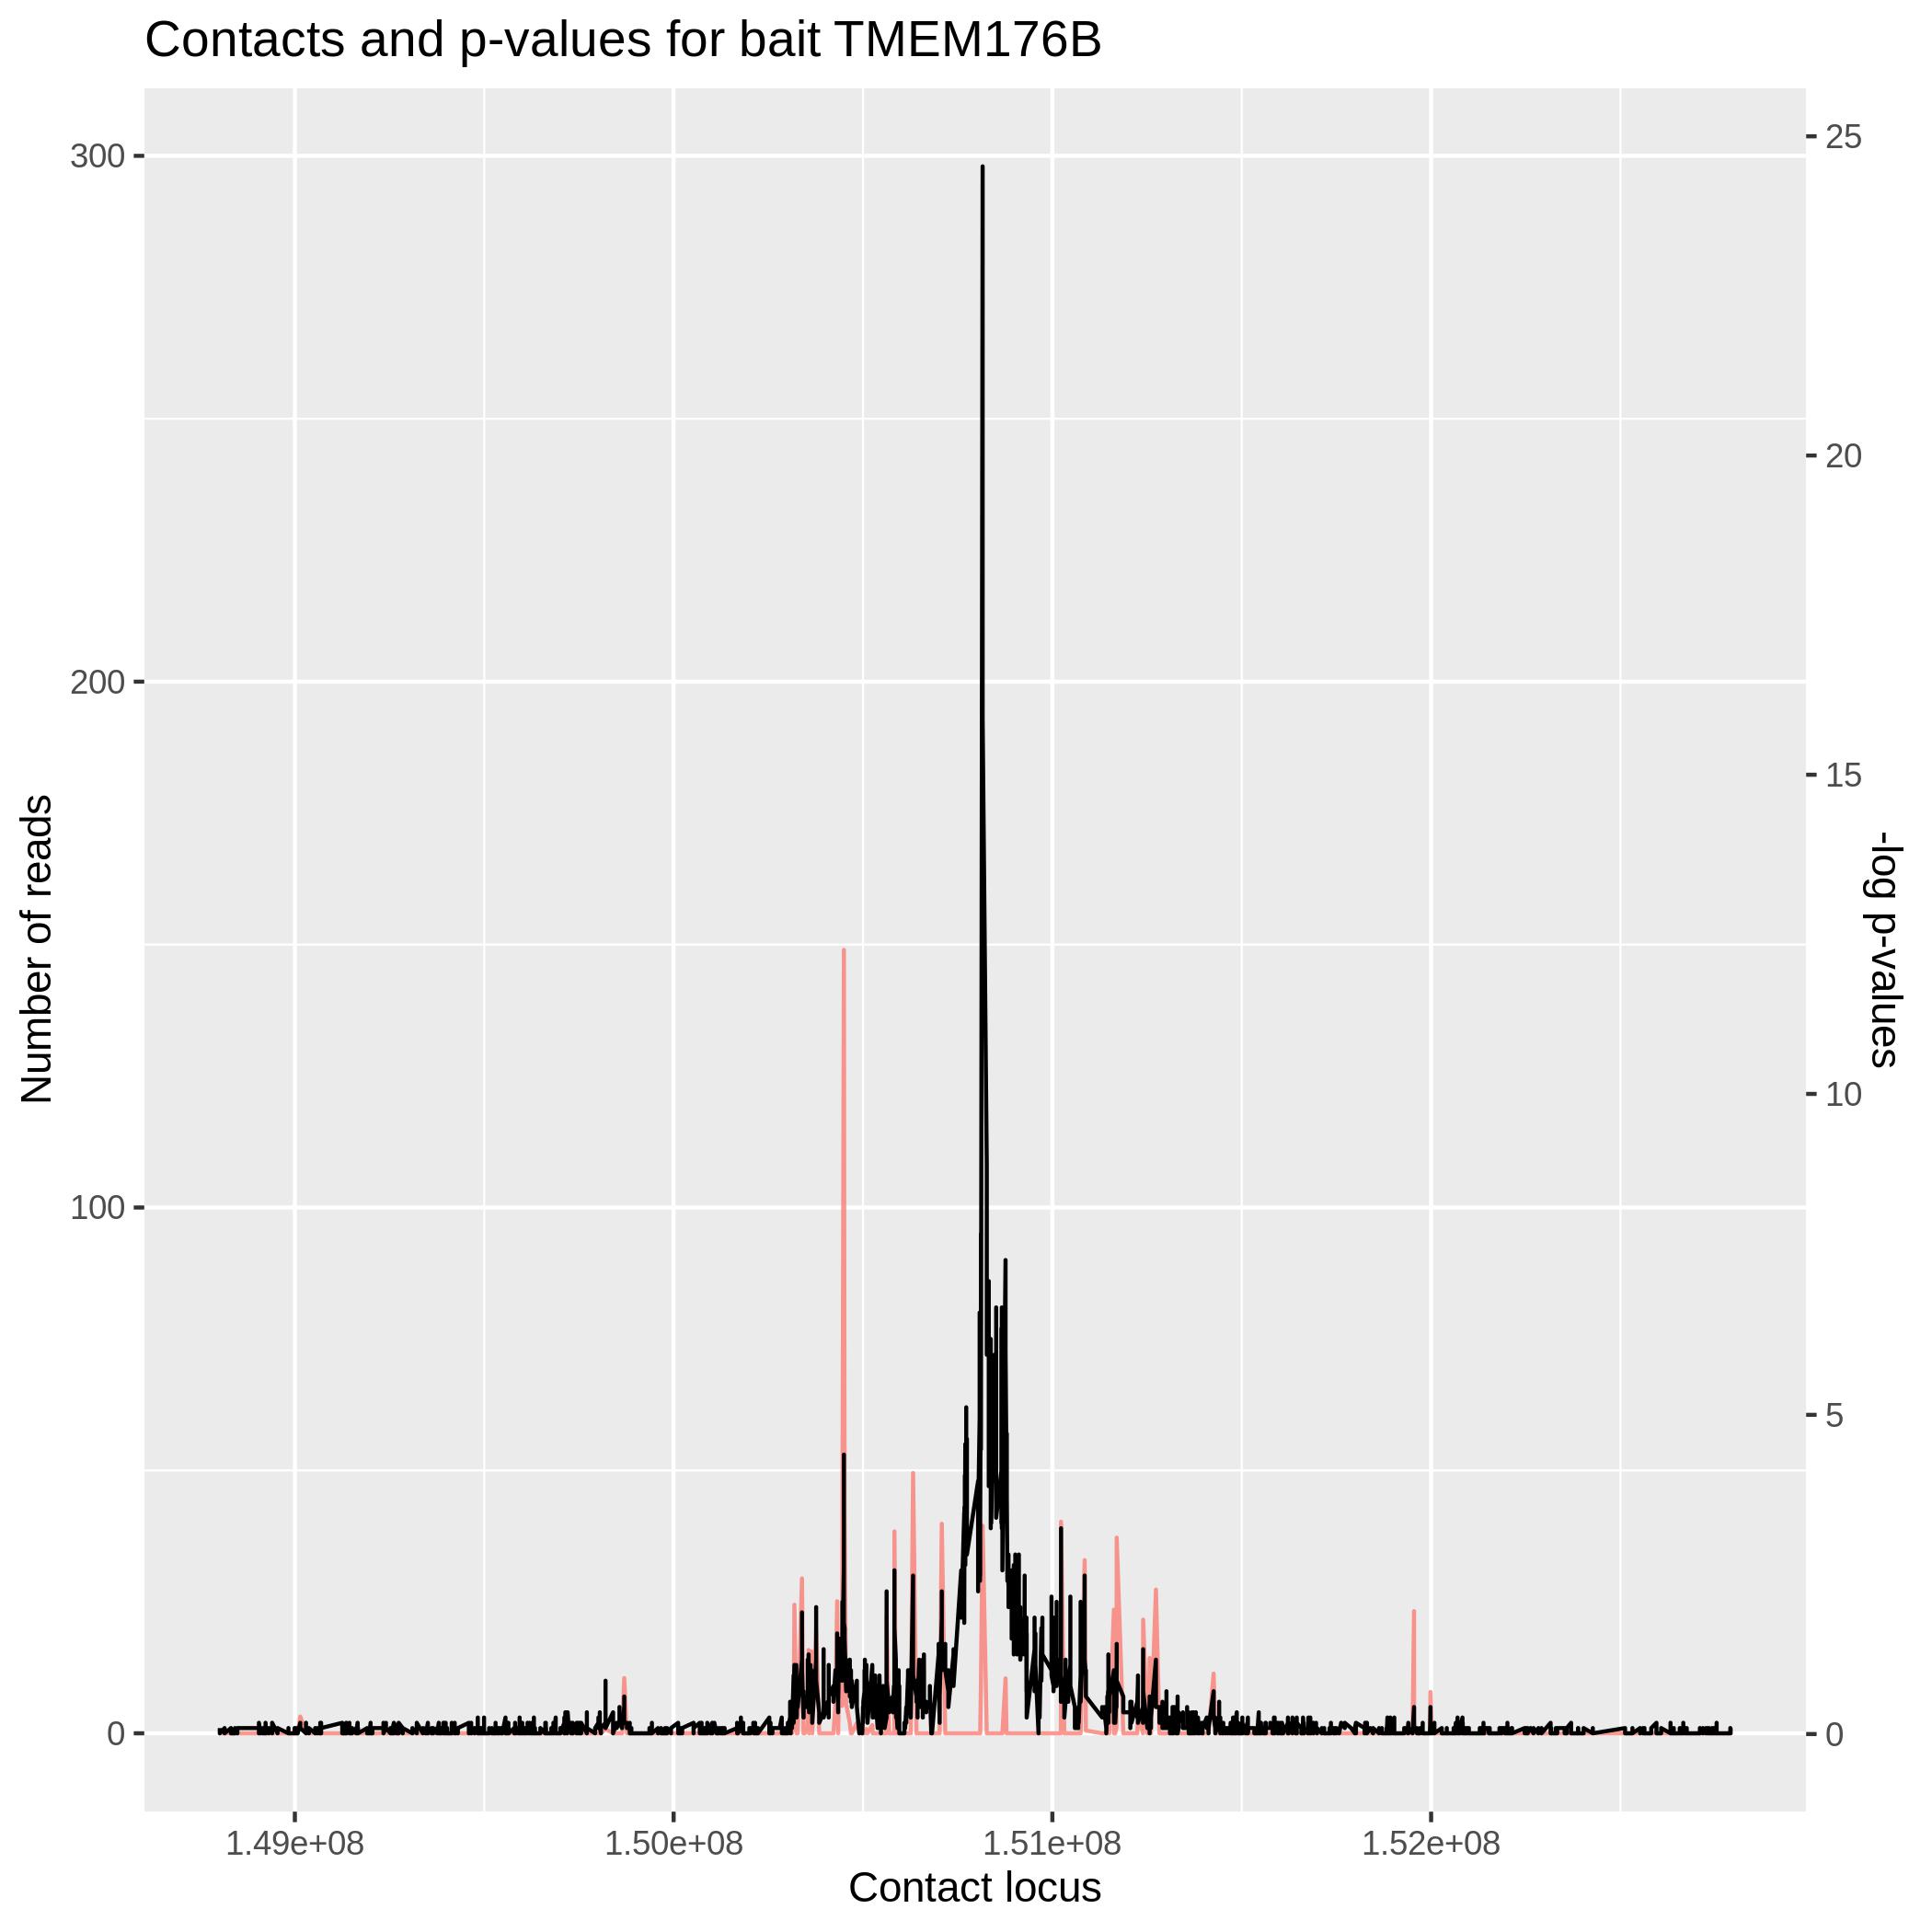 Contacts and p-values for bait TMEM176B
300
200
100
0
Number of reads
25
20
15
10
5
0
-log p-values
1.49e+08
1.50e+08
1.51e+08
1.52e+08
Contact locus